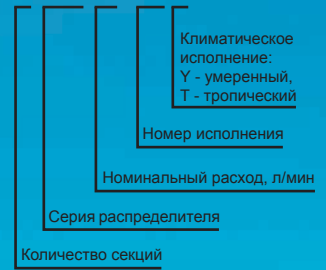 Климатическое
исполнение:
Y - умеренный,
T - тропический
Номер исполнения
Номинальный расход, л/мин
Серия распределителя
Количество секций